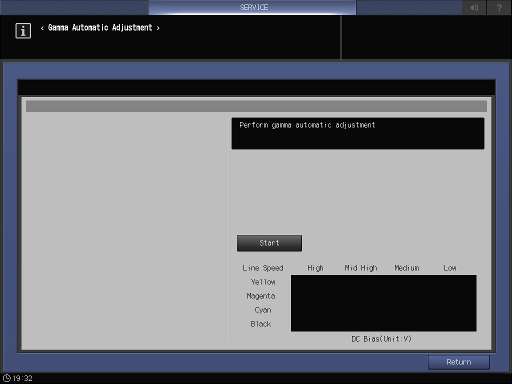 SERVICE
?
i
< Gamma Automatic Adjustment >
Perform gamma automatic adjustment
Start
Line Speed High Mid High Medium Low
Yellow
Magenta
Cyan
Black
DC Bias(Unit:V)
Return
19:32